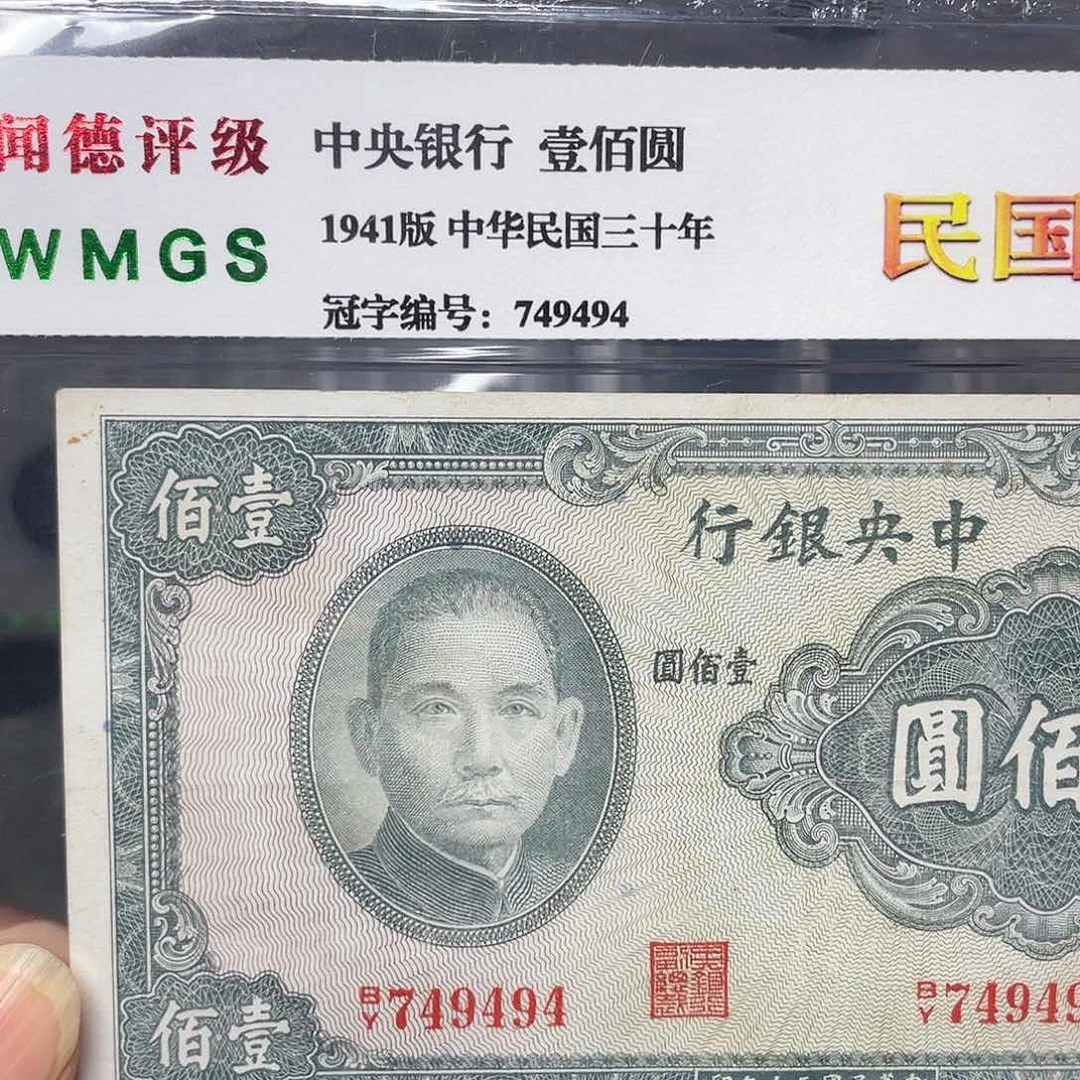 闻德评级 中央银行 壹佰圆
WMGS 1941版 中华民国三十年
民国
冠字编号：749494
佰壹
行銀央中
圓佰壹
圓佰
B/Y 749494
B/Y 74949
佰壹